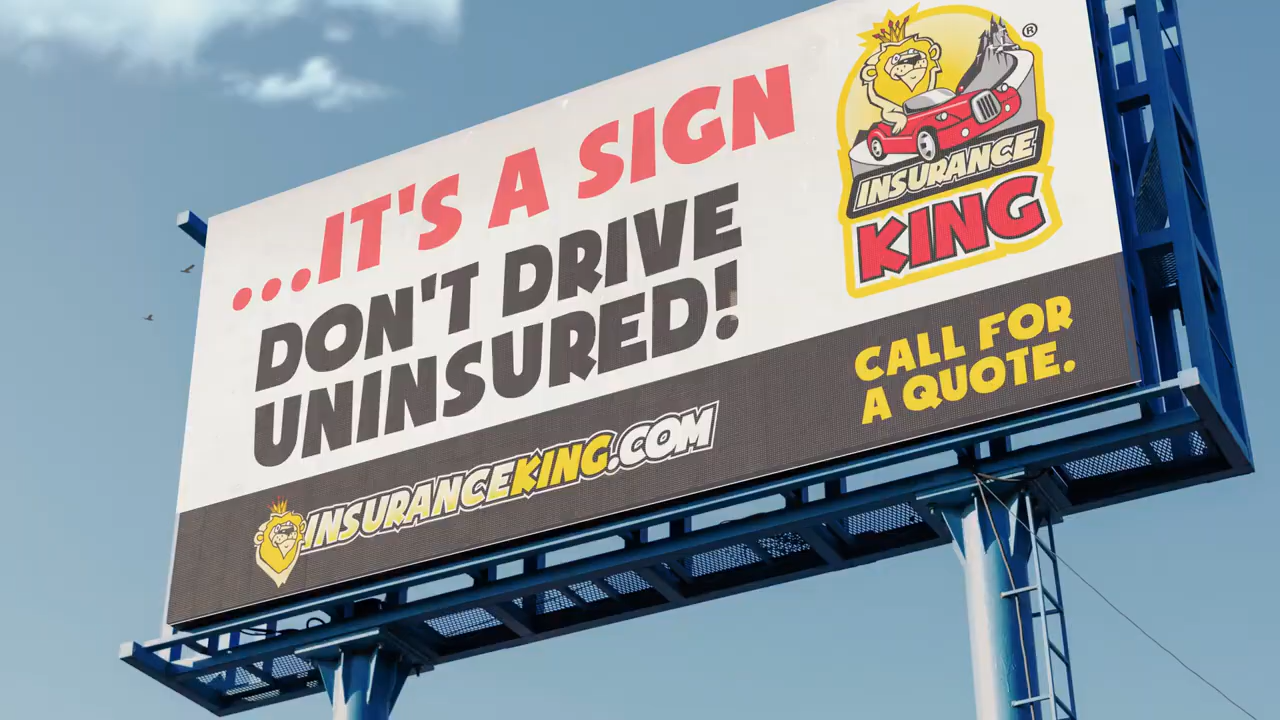 ...IT'S A SIGN
DON'T DRIVE
UNINSURED!
INSURANCEKING.COM
®
INSURANCE
KING
CALL FOR
A QUOTE.